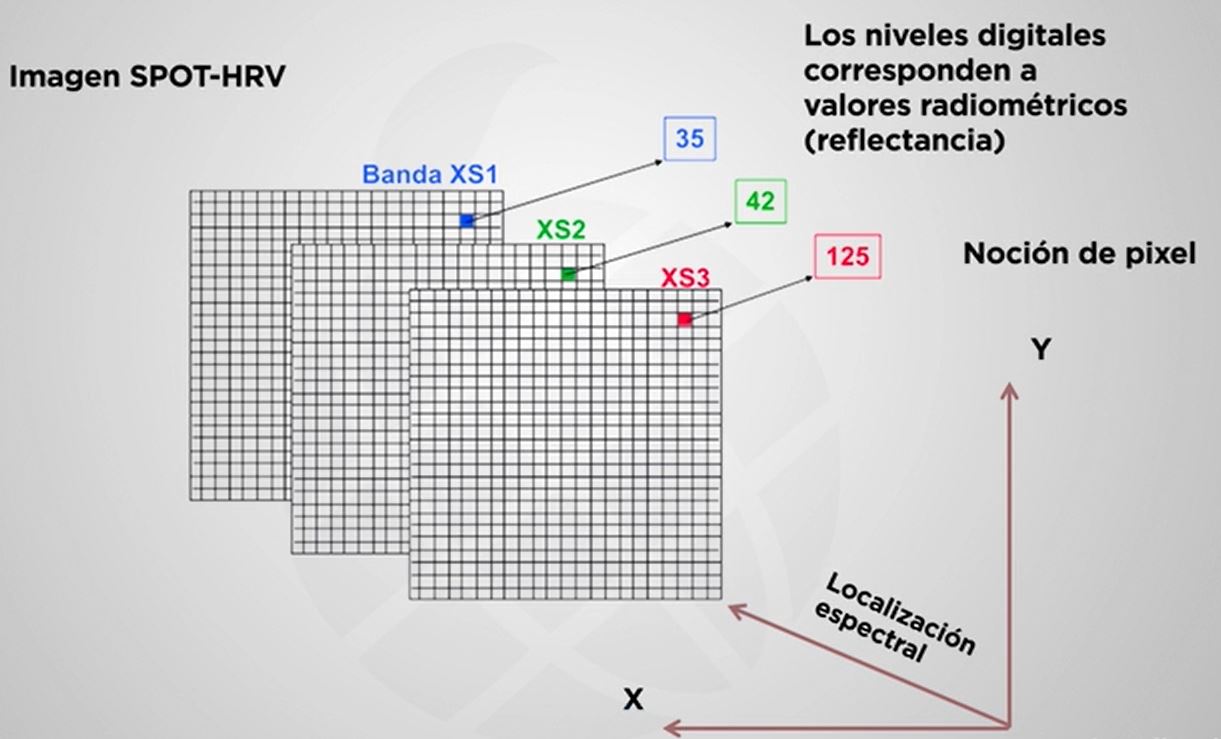 Imagen SPOT-HRV
Los niveles digitales
corresponden a
valores radiométricos
(reflectancia)
35
Banda XS1
42
XS2
125
XS3
Noción de pixel
Y
Localización
espectral
X